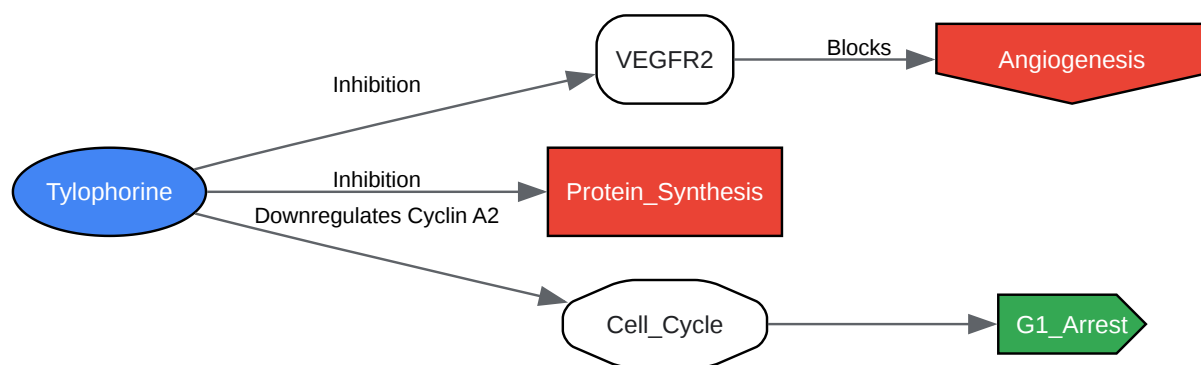 VEGFR2
Blocks
Angiogenesis
Inhibition
Tylophorine
Inhibition
Protein_Synthesis
Downregulates Cyclin A2
Cell_Cycle
G1_Arrest